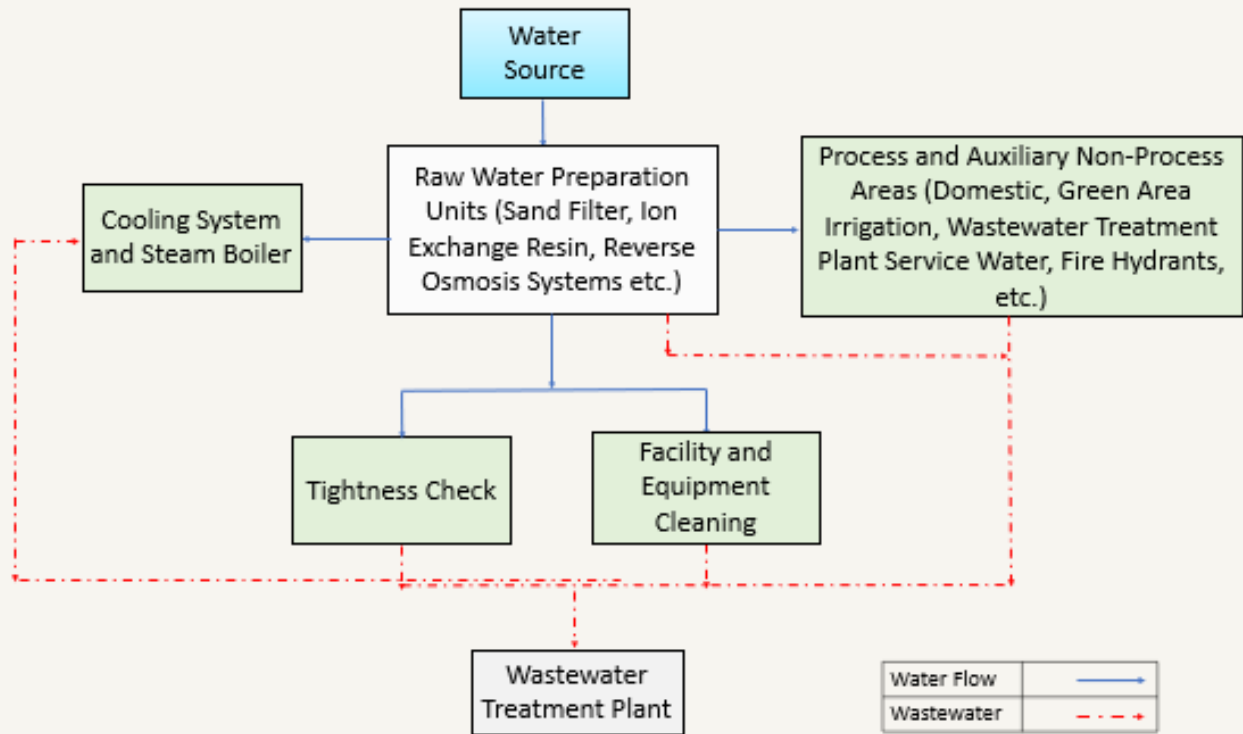 Water
Source
Raw Water Preparation
Units (Sand Filter, Ion
Exchange Resin, Reverse
Osmosis Systems etc.)
Process and Auxiliary Non-Process
Areas (Domestic, Green Area
Irrigation, Wastewater Treatment
Plant Service Water, Fire Hydrants,
etc.)
Cooling System
and Steam Boiler
Tightness Check
Facility and
Equipment
Cleaning
Wastewater
Treatment Plant
Water Flow
Wastewater